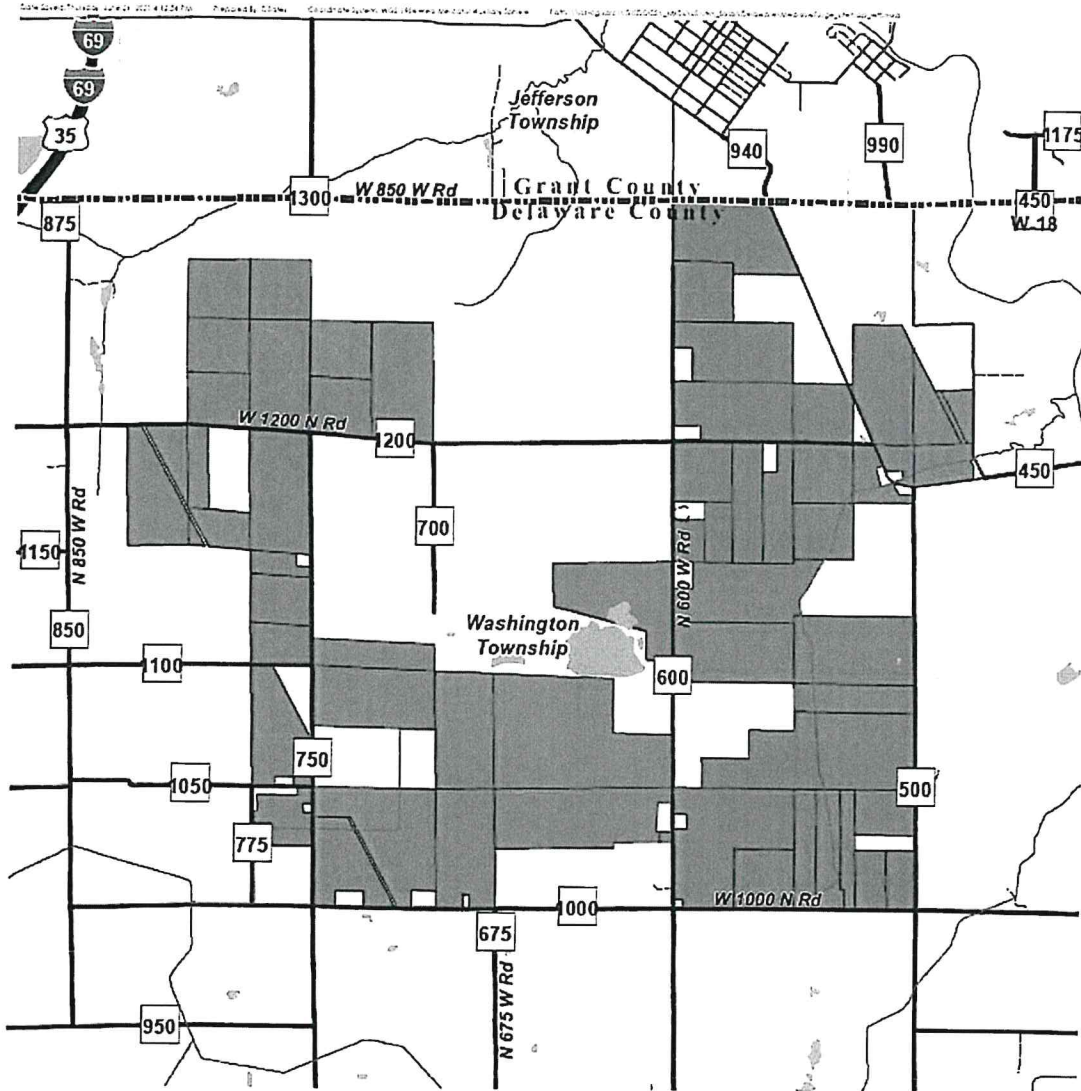 69
69
35
Jefferson
Township
940
990
1175
1300
W 850 W Rd
Grant County
Delaware County
450
W 18
875
W 1200 N Rd
1200
450
N 850 W Rd
700
1150
N 600 W Rd
850
Washington
Township
1100
600
750
1050
500
775
W 1000 N Rd
1000
675
N 675 W Rd
950